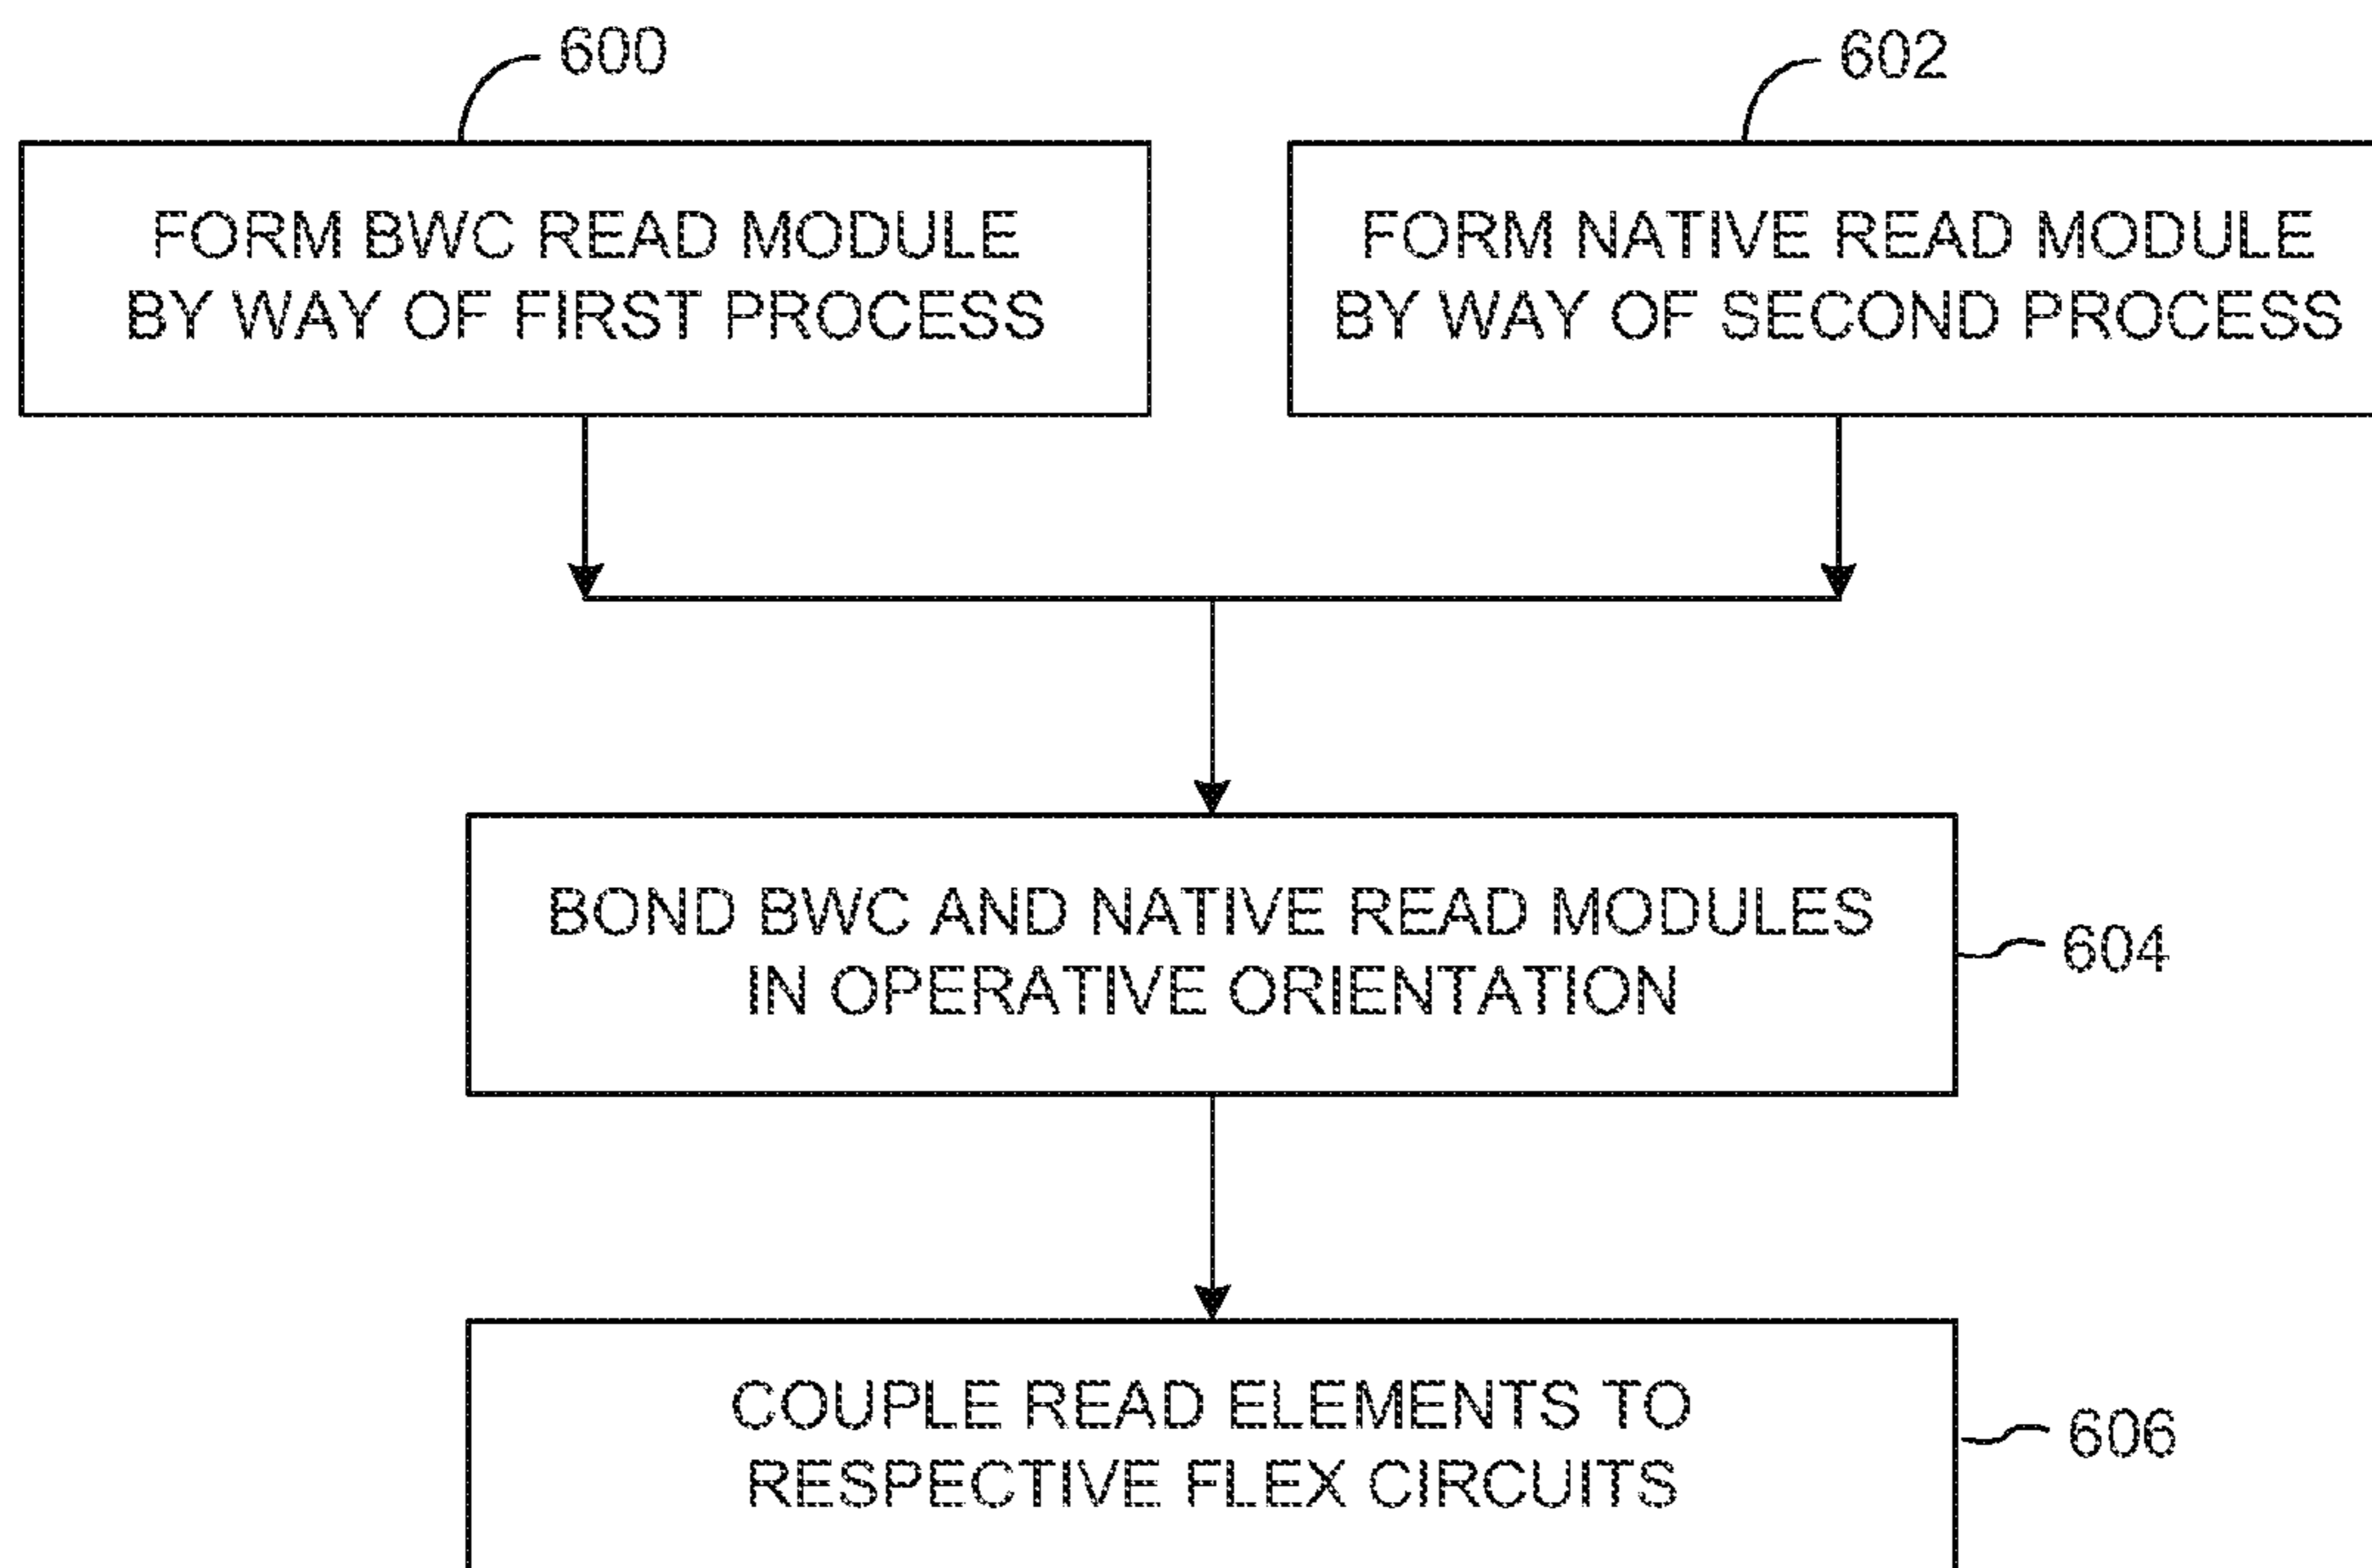 600
602
FORM BWC READ MODULE
BY WAY OF FIRST PROCESS
FORM NATIVE READ MODULE
BY WAY OF SECOND PROCESS
BOND BWC AND NATIVE READ MODULES
IN OPERATIVE ORIENTATION
604
COUPLE READ ELEMENTS TO
RESPECTIVE FLEX CIRCUITS
606